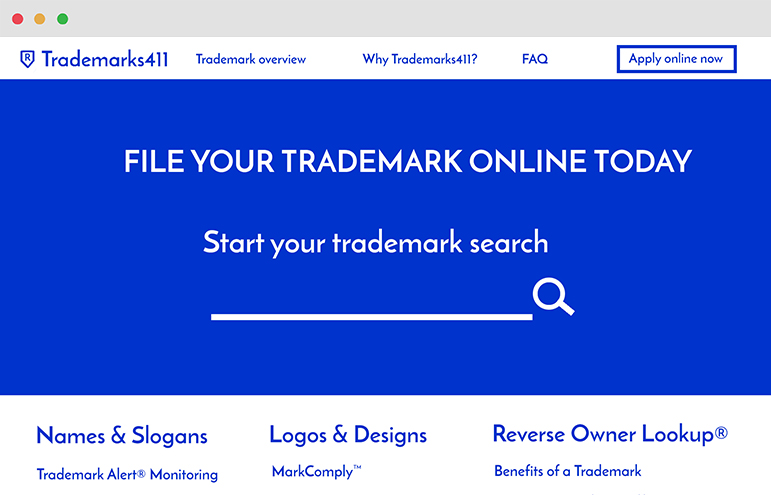 Trademarks411 Trademark overview Why Trademarks411? FAQ Apply online now
FILE YOUR TRADEMARK ONLINE TODAY
Start your trademark search
Names & Slogans Logos & Designs Reverse Owner Lookup®
Trademark Alert® Monitoring MarkComply™ Benefits of a Trademark